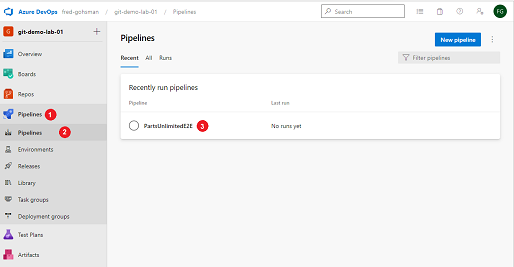 Azure DevOps fred-gofsman / git-demo-lab-01 / Pipelines Search FG
G git-demo-lab-01 +
Overview
Boards
Repos
Pipelines 1
Pipelines 2
Environments
Releases
Library
Task groups
Deployment groups
Test Plans
Artifacts
Pipelines
New pipeline
Recent All Runs
Filter pipelines
Recently run pipelines
Pipeline Last run
PartsUnlimitedE2E 3 No runs yet